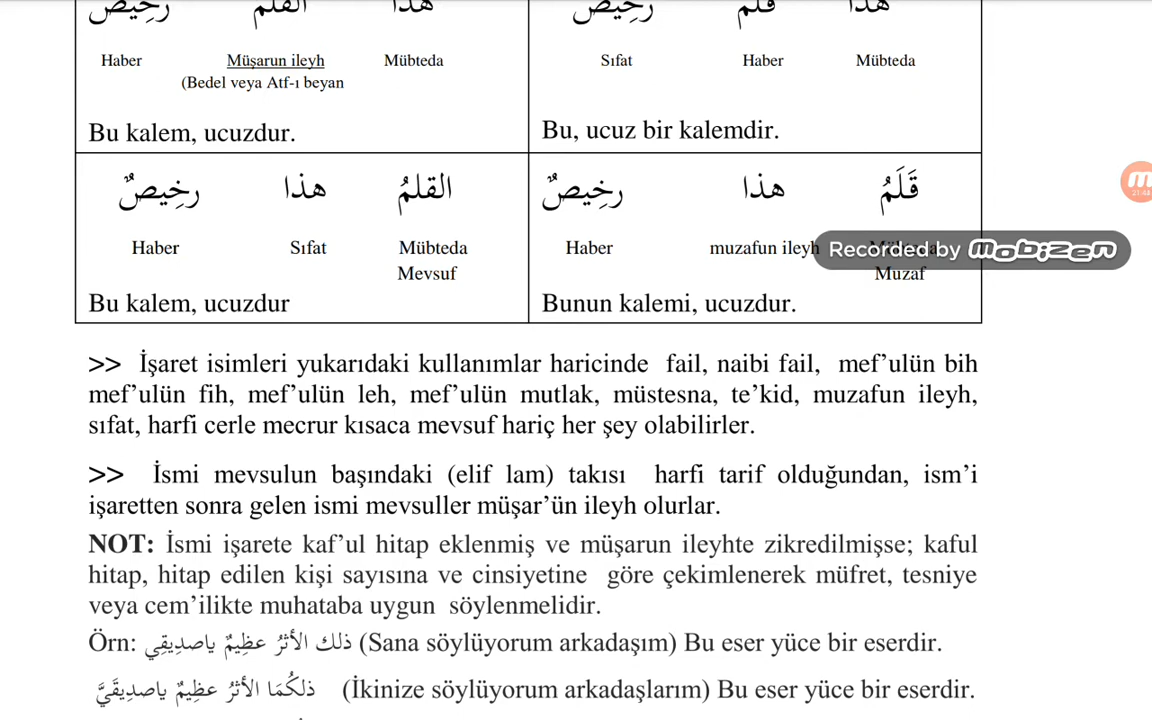 هذا القلم رخيص
هذا قلم رخيص
Haber Müşarun ileyh Mübteda
Sıfat Haber Mübteda
(Bedel veya Atf-ı beyan
Bu kalem, ucuzdur.
Bu, ucuz bir kalemdir.
القلمُ هذا رخِيصٌ
قَلَمُ هذا رخِيصٌ
Haber Sıfat Mübteda
Haber muzafun ileyh
Mevsuf
Muzaf
Bu kalem, ucuzdur
Bunun kalemi, ucuzdur.
21:44
Recorded by mobizen
>> İşaret isimleri yukarıdaki kullanımlar haricinde fail, naibi fail, mef’ulün bih
mef’ulün fih, mef’ulün leh, mef’ulün mutlak, müstesna, te’kid, muzafun ileyh,
sıfat, harfi cerle mecrur kısaca mevsuf hariç her şey olabilirler.
>> İsmi mevsulun başındaki (elif lam) takısı harfi tarif olduğundan, ism’i
işaretten sonra gelen ismi mevsuller müşar’ün ileyh olurlar.
NOT: İsmi işarete kaf’ul hitap eklenmiş ve müşarun ileyhte zikredilmişse; kaful
hitap, hitap edilen kişi sayısına ve cinsiyetine göre çekimlenerek müfret, tesniye
veya cem’ilikte muhataba uygun söylenmelidir.
Örn: ذلك الأثرُ عظِيمٌ ياصدِيقِي (Sana söylüyorum arkadaşım) Bu eser yüce bir eserdir.
ذلكُمَا الأثرُ عظِيمٌ ياصدِيقَيَّ (İkinize söylüyorum arkadaşlarım) Bu eser yüce bir eserdir.